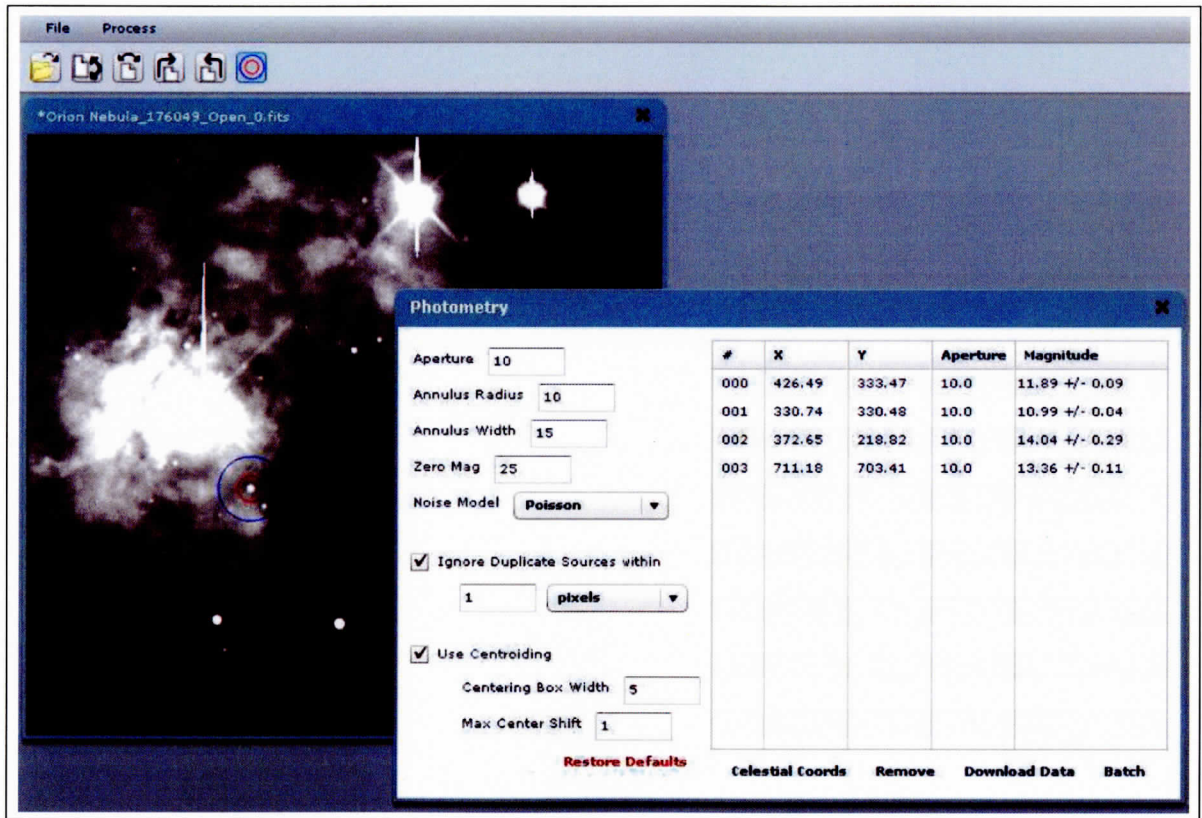 File Process
*Orion Nebula_176049_Open_0.fits
Photometry
Aperture 10
Annulus Radius 10
Annulus Width 15
Zero Mag 25
Noise Model Poisson
Ignore Duplicate Sources within
1 pixels
Use Centroiding
Centering Box Width 5
Max Center Shift 1
Restore Defaults
# X Y Aperture Magnitude
000 426.49 333.47 10.0 11.89 +/- 0.09
001 330.74 330.48 10.0 10.99 +/- 0.04
002 372.65 218.82 10.0 14.04 +/- 0.29
003 711.18 703.41 10.0 13.36 +/- 0.11
Celestial Coords Remove Download Data Batch